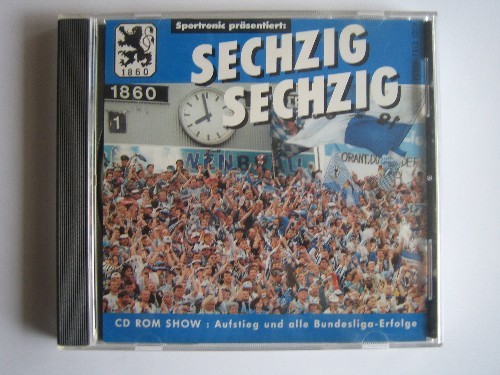 Sportronic präsentiert:
SECHZIG
SECHZIG
1860
1860
1
CD ROM SHOW : Aufstieg und alle Bundesliga-Erfolge